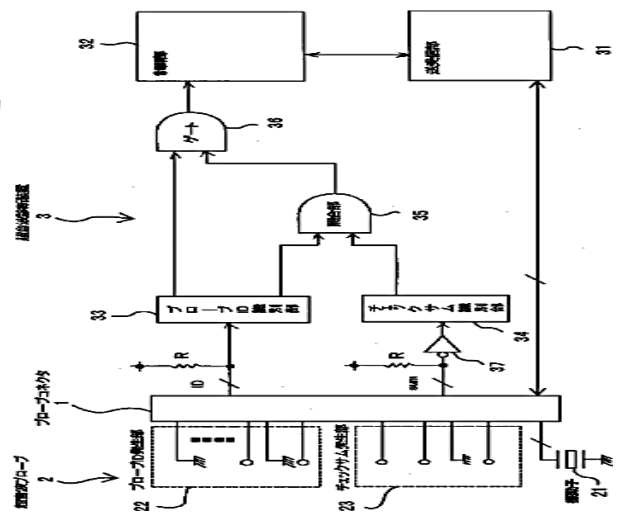 超音波診断装置
3
超音波プローブ
2
プローブコネクタ
1
プローブID発生部
22
チェックサム発生部
23
振動子
21
ID
R
SUM
R
37
33
プローブID識別部
34
チェックサム識別部
照合部
35
ゲート
36
32
送受信部
31